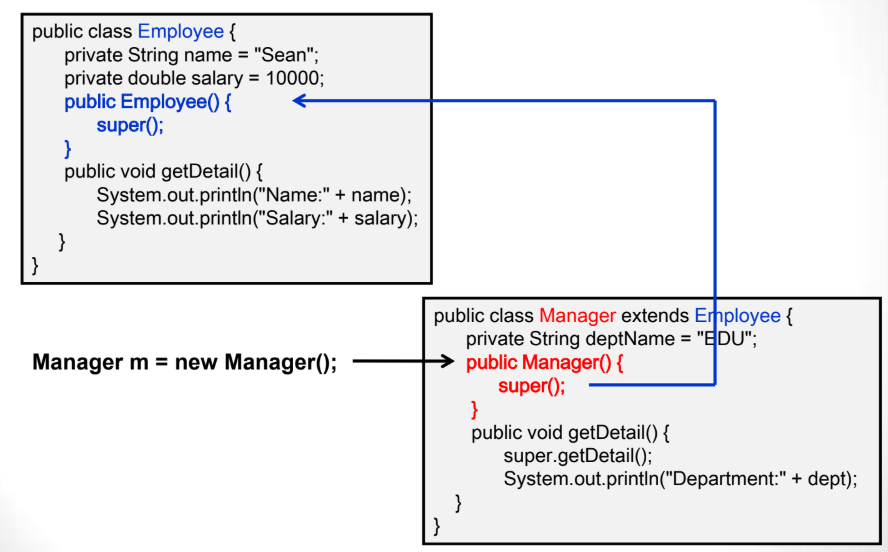 public class Employee {
private String name = "Sean";
private double salary = 10000;
public Employee() {
super();
}
public void getDetail() {
System.out.println("Name:" + name);
System.out.println("Salary:" + salary);
}
}
Manager m = new Manager();
public class Manager extends Employee {
private String deptName = "EDU";
public Manager() {
super();
}
public void getDetail() {
super.getDetail();
System.out.println("Department:" + dept);
}
}